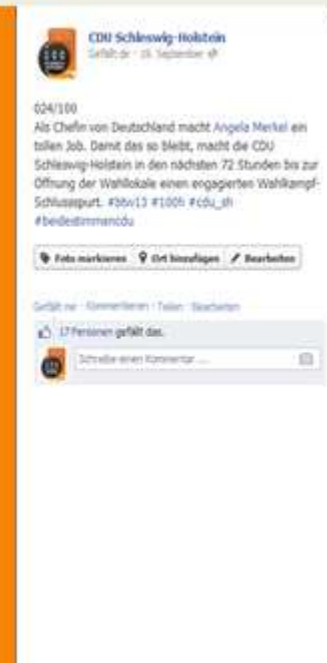 CDU Schleswig-Holstein
Gefällt dir · 19. September
024/100
Als Chefin von Deutschland macht Angela Merkel ein
tollen Job. Damit das so bleibt, macht die CDU
Schleswig-Holstein in den nächsten 72 Stunden bis zur
Öffnung der Wahllokale einen engagierten Wahlkampf-
Schlussspurt. #btw13 #100h #cdu_sh
#beidestimmencdu
Foto markieren Ort hinzufügen Bearbeiten
Gefällt mir · Kommentieren · Teilen · Bearbeiten
17 Personen gefällt das.
Schreibe einen Kommentar ...